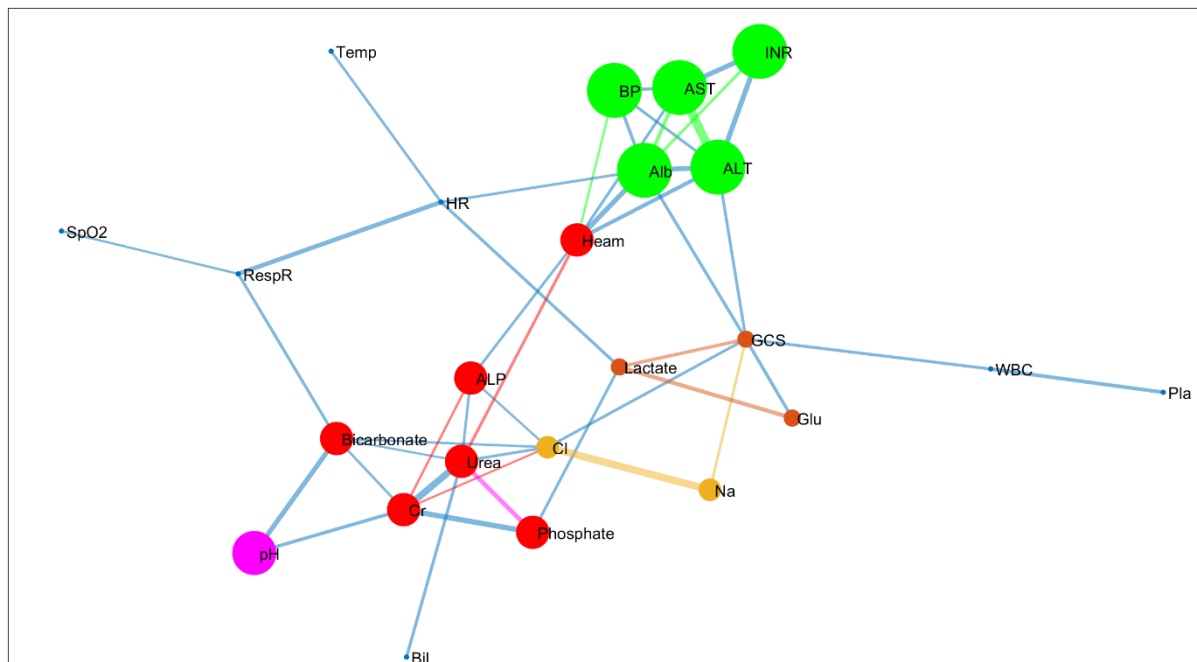 Temp
INR
AST
BP
ALT
Alb
HR
SpO2
Heam
RespR
GCS
Lactate
WBC
ALP
Pla
Glu
Bicarbonate
Cl
Urea
Na
Cr
Phosphate
pH
Bil